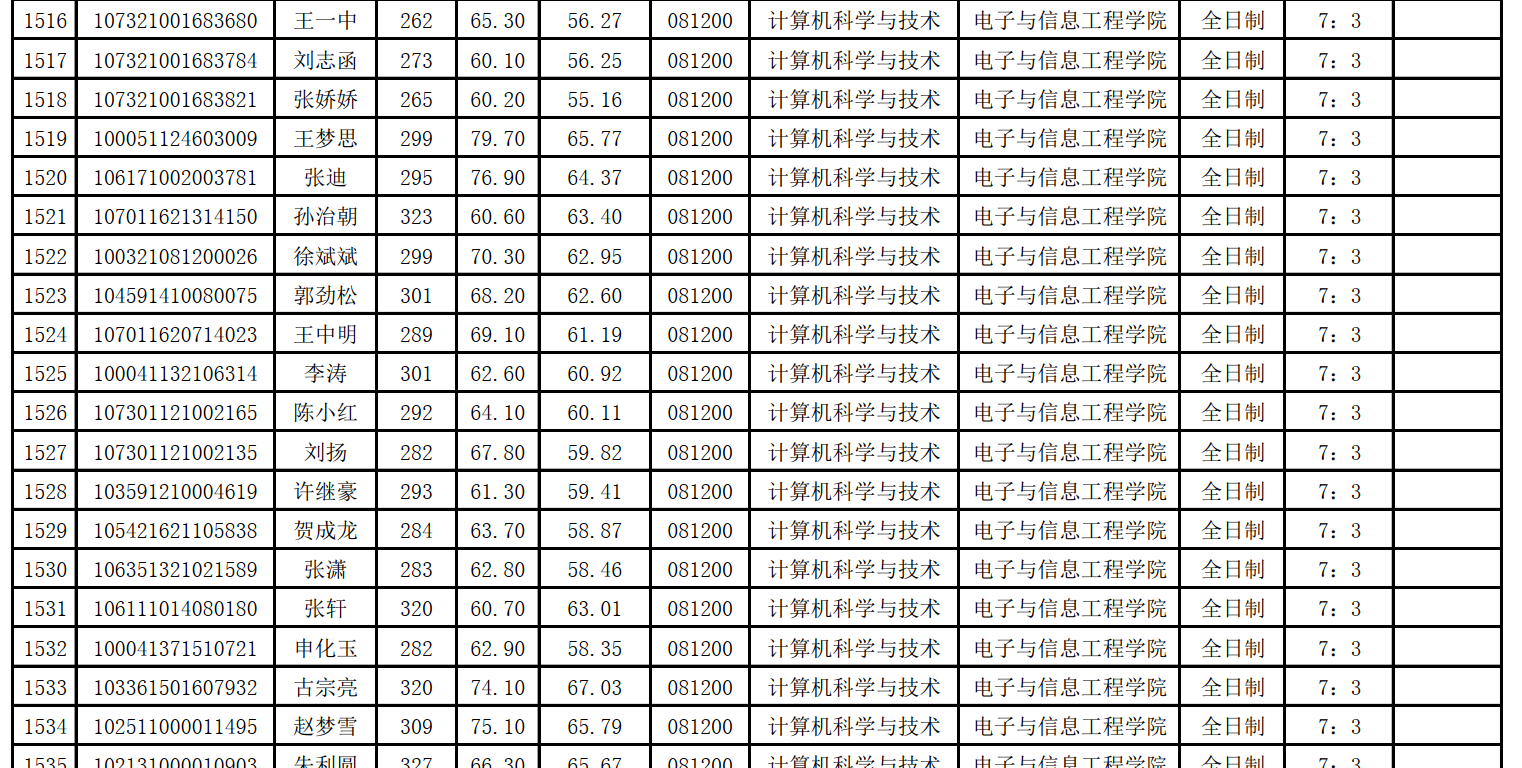 1516 107321001683680 王一中 262 65.30 56.27 081200 计算机科学与技术 电子与信息工程学院 全日制 7：3
1517 107321001683784 刘志函 273 60.10 56.25 081200 计算机科学与技术 电子与信息工程学院 全日制 7：3
1518 107321001683821 张娇娇 265 60.20 55.16 081200 计算机科学与技术 电子与信息工程学院 全日制 7：3
1519 100051124603009 王梦思 299 79.70 65.77 081200 计算机科学与技术 电子与信息工程学院 全日制 7：3
1520 106171002003781 张迪 295 76.90 64.37 081200 计算机科学与技术 电子与信息工程学院 全日制 7：3
1521 107011621314150 孙治朝 323 60.60 63.40 081200 计算机科学与技术 电子与信息工程学院 全日制 7：3
1522 100321081200026 徐斌斌 299 70.30 62.95 081200 计算机科学与技术 电子与信息工程学院 全日制 7：3
1523 104591410080075 郭劲松 301 68.20 62.60 081200 计算机科学与技术 电子与信息工程学院 全日制 7：3
1524 107011620714023 王中明 289 69.10 61.19 081200 计算机科学与技术 电子与信息工程学院 全日制 7：3
1525 100041132106314 李涛 301 62.60 60.92 081200 计算机科学与技术 电子与信息工程学院 全日制 7：3
1526 107301121002165 陈小红 292 64.10 60.11 081200 计算机科学与技术 电子与信息工程学院 全日制 7：3
1527 107301121002135 刘扬 282 67.80 59.82 081200 计算机科学与技术 电子与信息工程学院 全日制 7：3
1528 103591210004619 许继豪 293 61.30 59.41 081200 计算机科学与技术 电子与信息工程学院 全日制 7：3
1529 105421621105838 贺成龙 284 63.70 58.87 081200 计算机科学与技术 电子与信息工程学院 全日制 7：3
1530 106351321021589 张潇 283 62.80 58.46 081200 计算机科学与技术 电子与信息工程学院 全日制 7：3
1531 106111014080180 张轩 320 60.70 63.01 081200 计算机科学与技术 电子与信息工程学院 全日制 7：3
1532 100041371510721 申化玉 282 62.90 58.35 081200 计算机科学与技术 电子与信息工程学院 全日制 7：3
1533 103361501607932 古宗亮 320 74.10 67.03 081200 计算机科学与技术 电子与信息工程学院 全日制 7：3
1534 102511000011495 赵梦雪 309 75.10 65.79 081200 计算机科学与技术 电子与信息工程学院 全日制 7：3
1535 102131000010903 朱利圆 327 66.30 65.67 081200 计算机科学与技术 电子与信息工程学院 全日制 7：3